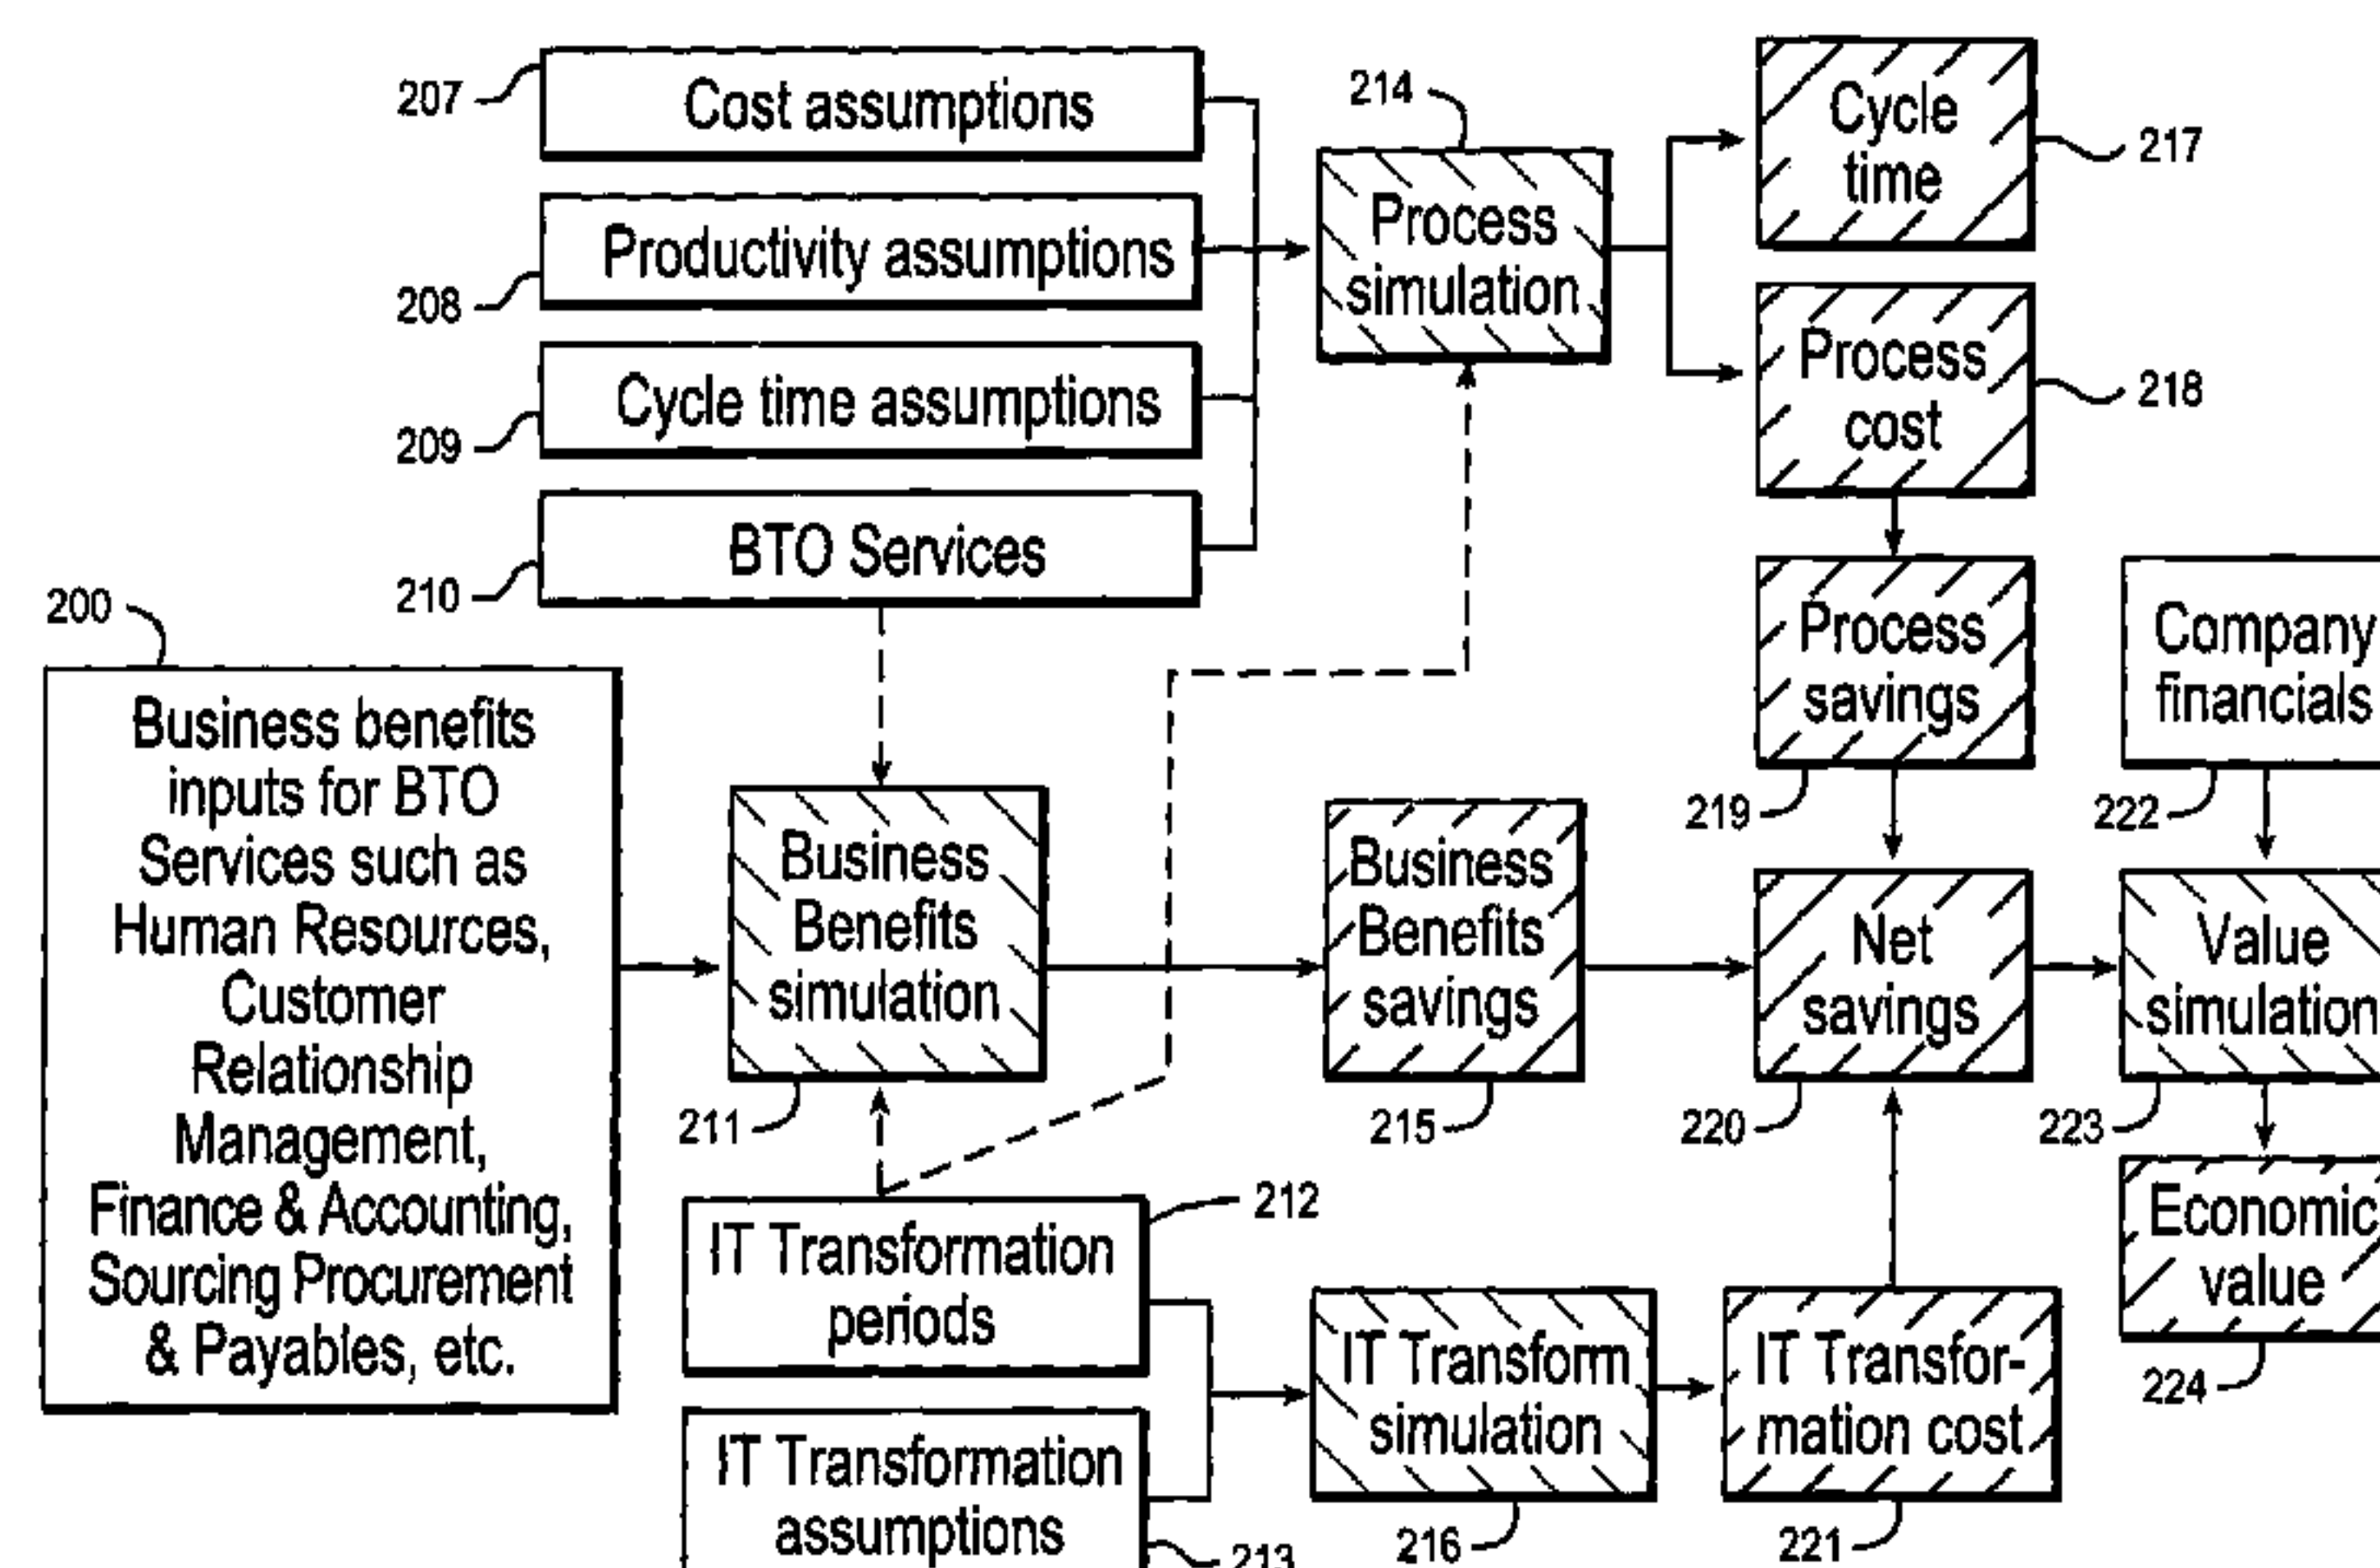 207
Cost assumptions
208
Productivity assumptions
209
Cycle time assumptions
210
BTO Services
214
Process
simulation
Cycle
time
217
Process
cost
218
Process
savings
219
Company
financials
222
200
Business benefits
inputs for BTO
Services such as
Human Resources,
Customer
Relationship
Management,
Finance & Accounting,
Sourcing Procurement
& Payables, etc.
Business
Benefits
simulation
211
Business
Benefits
savings
215
Net
savings
220
Value
simulation
223
Economic
value
224
IT Transformation
periods
212
IT Transformation
assumptions
213
IT Transform
simulation
216
IT Transfor-
mation cost
221